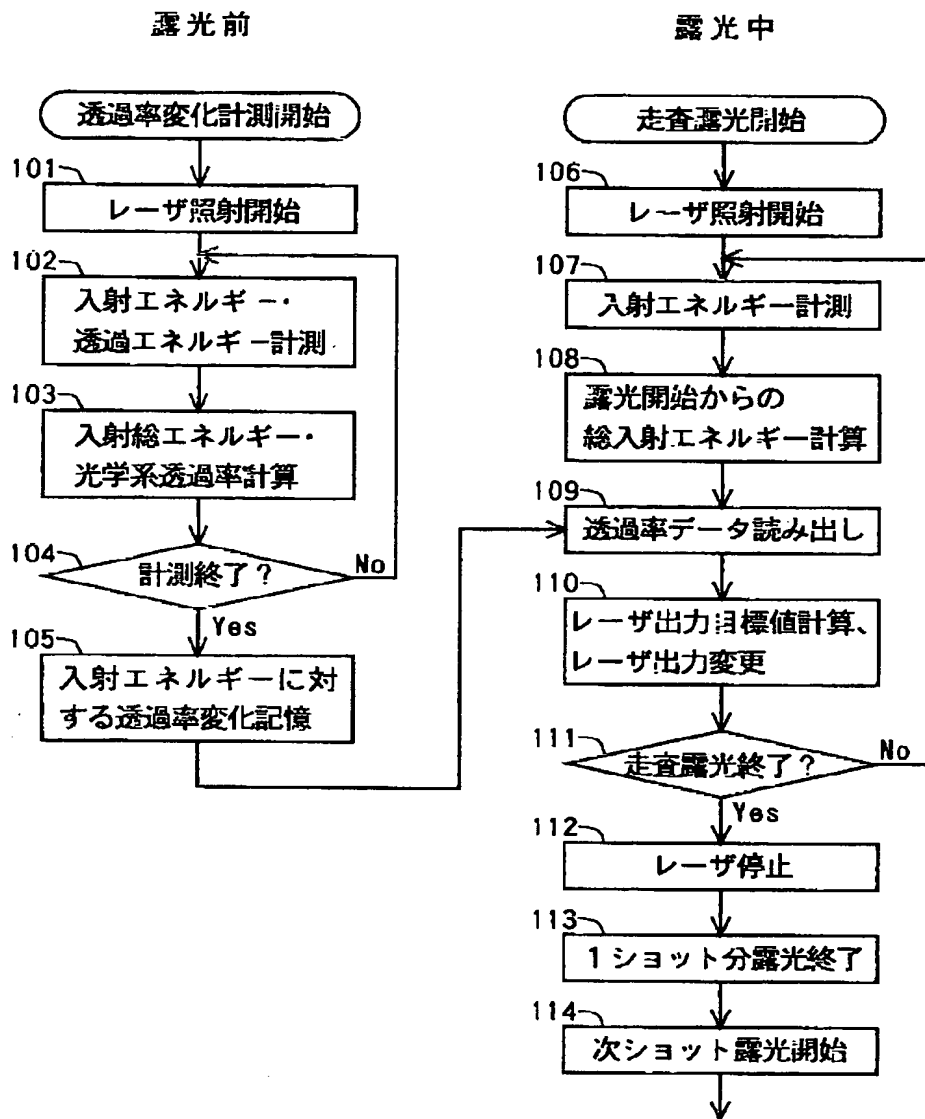 露光前
透過率変化計測開始
101
レーザ照射開始
102
入射エネルギー・
透過エネルギー計測
103
入射総エネルギー・
光学系透過率計算
104
計測終了?
No
Yes
105
入射エネルギーに対
する透過率変化記憶
露光中
走査露光開始
106
レーザ照射開始
107
入射エネルギー計測
108
露光開始からの
総入射エネルギー計算
109
透過率データ読み出し
110
レーザ出力目標値計算、
レーザ出力変更
111
走査露光終了?
No
Yes
112
レーザ停止
113
1ショット分露光終了
114
次ショット露光開始